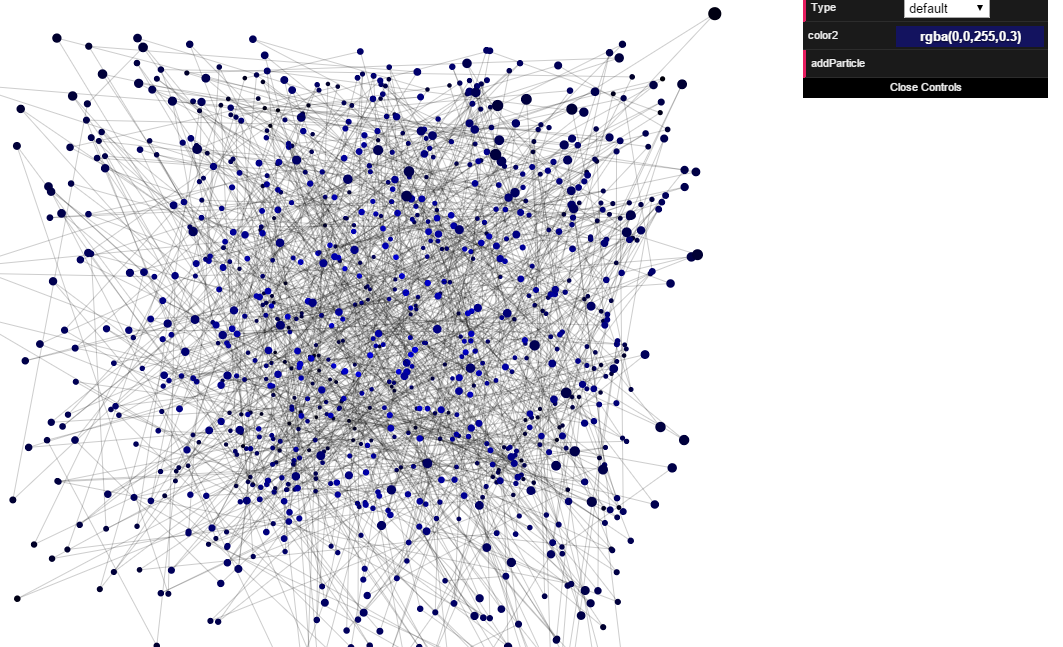 Type default
color2 rgba(0,0,255,0.3)
addParticle
Close Controls